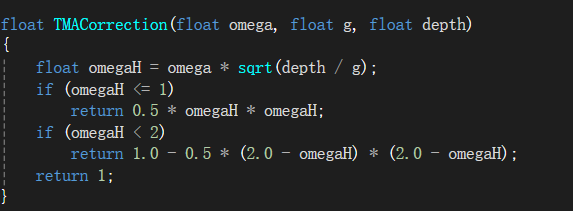 float TMACorrection(float omega, float g, float depth)
{
float omegaH = omega * sqrt(depth / g);
if (omegaH <= 1)
return 0.5 * omegaH * omegaH;
if (omegaH < 2)
return 1.0 - 0.5 * (2.0 - omegaH) * (2.0 - omegaH);
return 1;
}